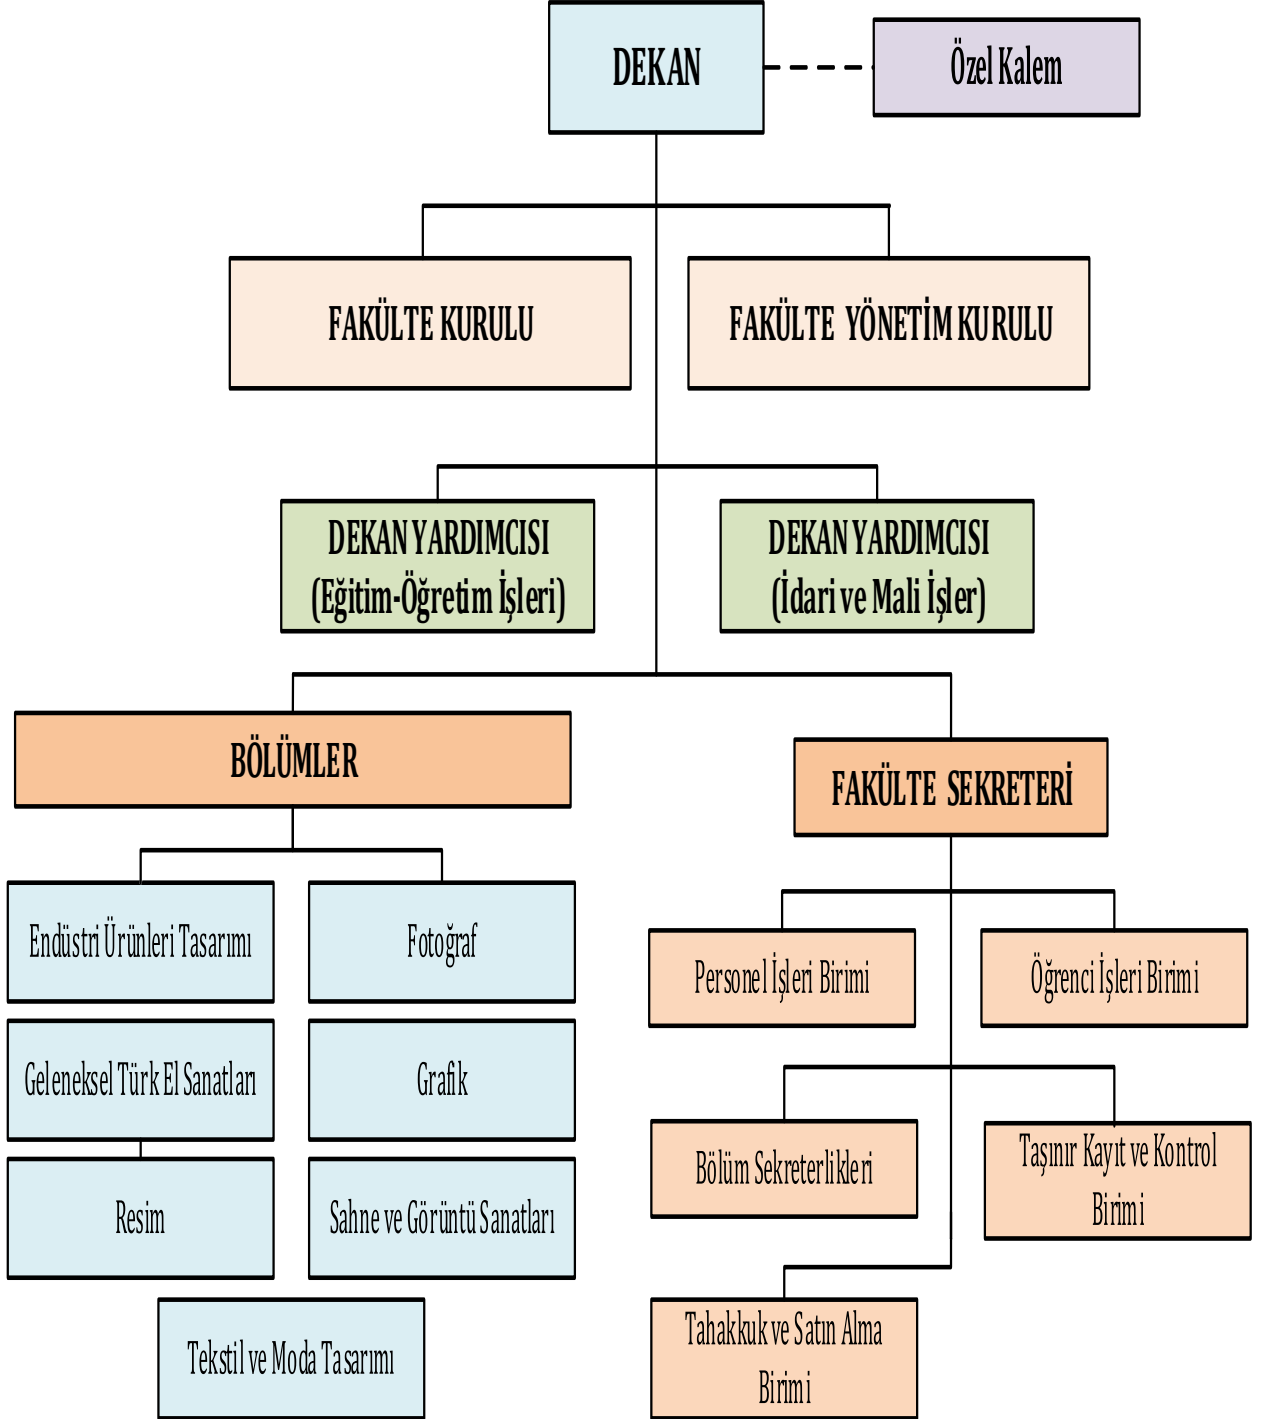 DEKAN
Özel Kalem
FAKÜLTE KURULU
FAKÜLTE YÖNETİM KURULU
DEKAN YARDIMCISI
(Eğitim-Öğretim İşleri)
DEKAN YARDIMCISI
(İdari ve Mali İşler)
BÖLÜMLER
FAKÜLTE SEKRETERİ
Endüstri Ürünleri Tasarımı
Fotoğraf
Geleneksel Türk El Sanatları
Grafik
Resim
Sahne ve Görüntü Sanatları
Tekstil ve Moda Tasarımı
Personel İşleri Birimi
Öğrenci İşleri Birimi
Bölüm Sekreterlikleri
Taşınır Kayıt ve Kontrol
Birimi
Tahakkuk ve Satın Alma
Birimi